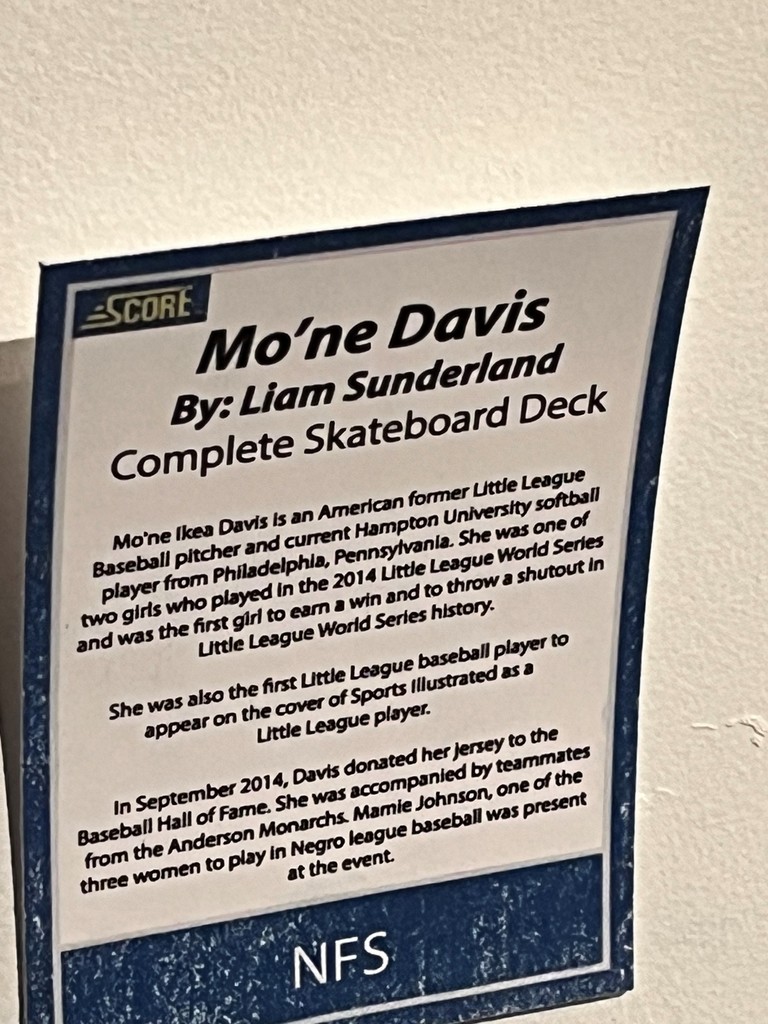 SCORE
Mo'ne Davis
By: Liam Sunderland
Complete Skateboard Deck
Mo'ne Ikea Davis is an American former Little League
Baseball pitcher and current Hampton University softball
player from Philadelphia, Pennsylvania. She was one of
two girls who played in the 2014 Little League World Series
and was the first girl to earn a win and to throw a shutout in
Little League World Series history.
She was also the first Little League baseball player to
appear on the cover of Sports Illustrated as a
Little League player.
In September 2014, Davis donated her jersey to the
Baseball Hall of Fame. She was accompanied by teammates
from the Anderson Monarchs. Mamie Johnson, one of the
three women to play in Negro league baseball was present
at the event.
NFS